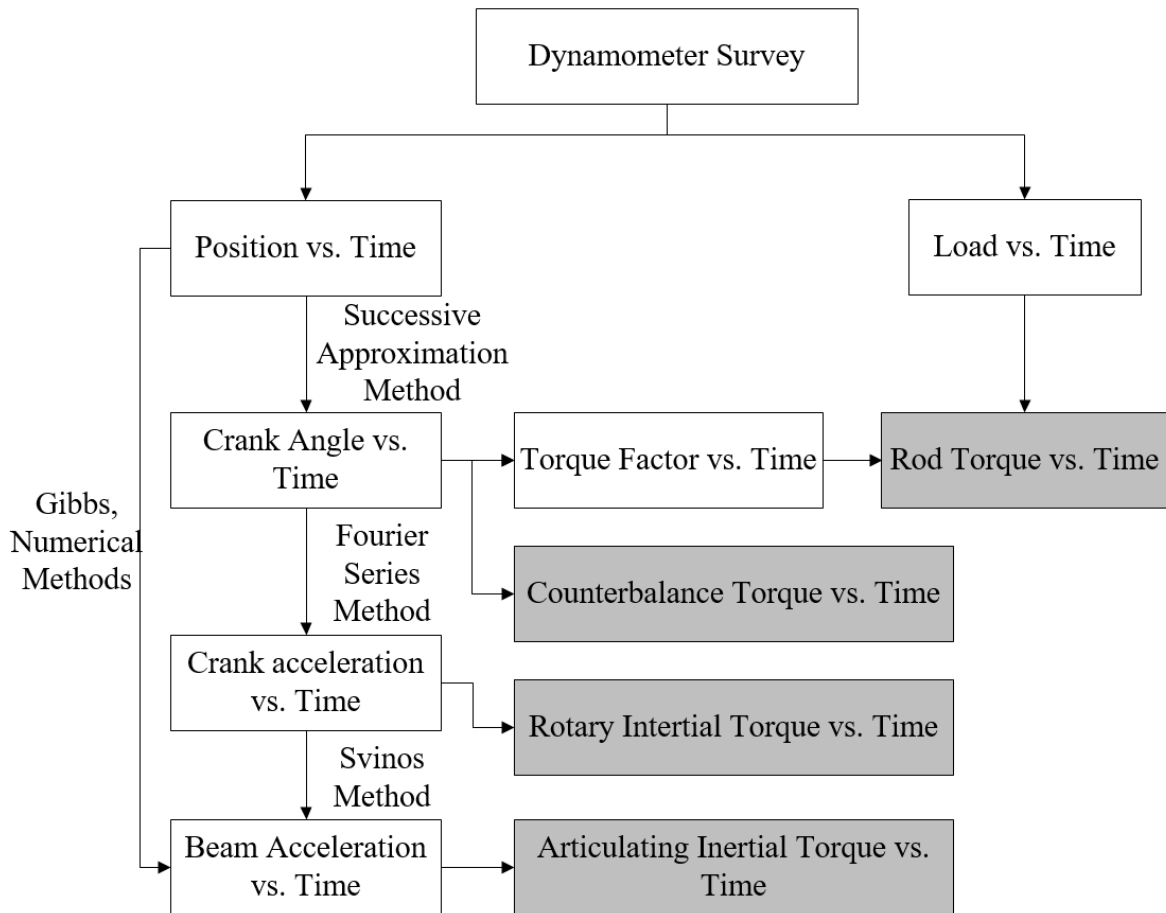 Dynamometer Survey
Position vs. Time
Load vs. Time
Successive
Approximation
Method
Crank Angle vs.
Time
Torque Factor vs. Time
Rod Torque vs. Time
Gibbs,
Numerical
Methods
Fourier
Series
Method
Counterbalance Torque vs. Time
Crank acceleration
vs. Time
Rotary Intertial Torque vs. Time
Svinos
Method
Beam Acceleration
vs. Time
Articulating Inertial Torque vs.
Time